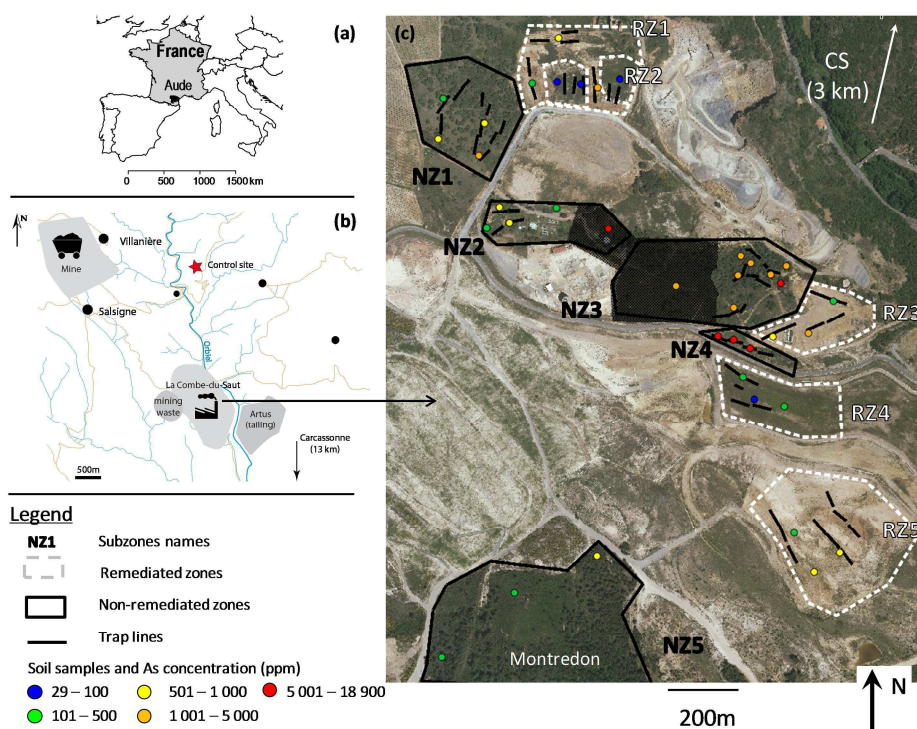 (a)
France
Aude
0 500 1000 1500 km
(b)
N
Villanière
Mine
Control site
Salsigne
Orbiel
La Combe-du-Saut
mining
waste
Artus
(tailing)
Carcassonne
(13 km)
500m
Legend
NZ1 Subzones names
Remediated zones
Non-remediated zones
Trap lines
Soil samples and As concentration (ppm)
29 – 100 501 – 1 000 5 001 – 18 900
101 – 500 1 001 – 5 000
(c)
RZ1
CS
(3 km)
RZ2
NZ1
NZ2
NZ3
RZ3
NZ4
RZ4
RZ5
NZ5
Montredon
200m
N